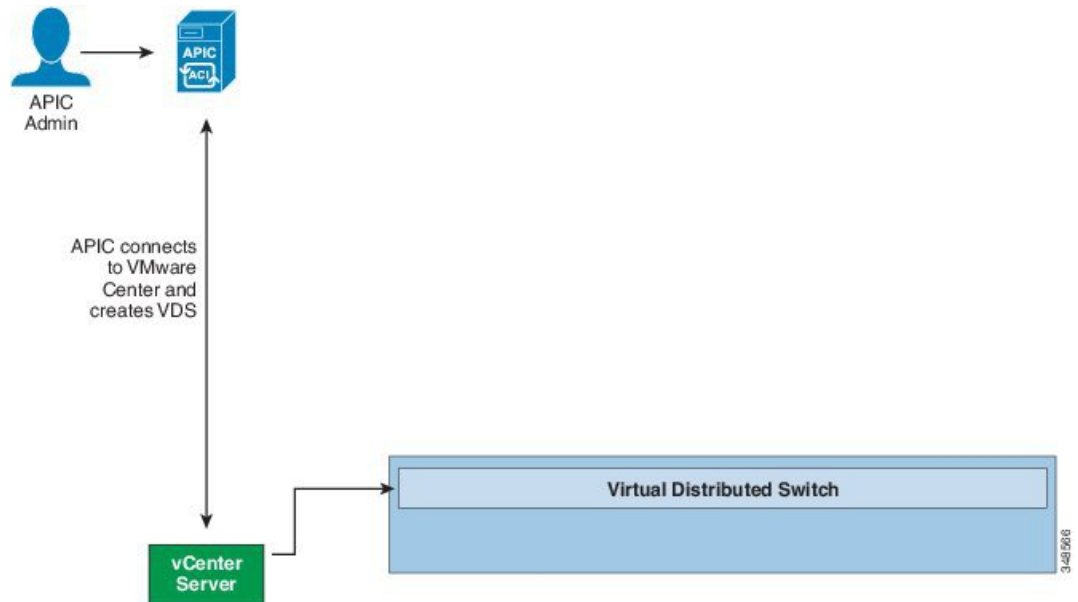 APIC
ACI
APIC
Admin
APIC connects
to VMware
Center and
creates VDS
Virtual Distributed Switch
vCenter
Server
348566